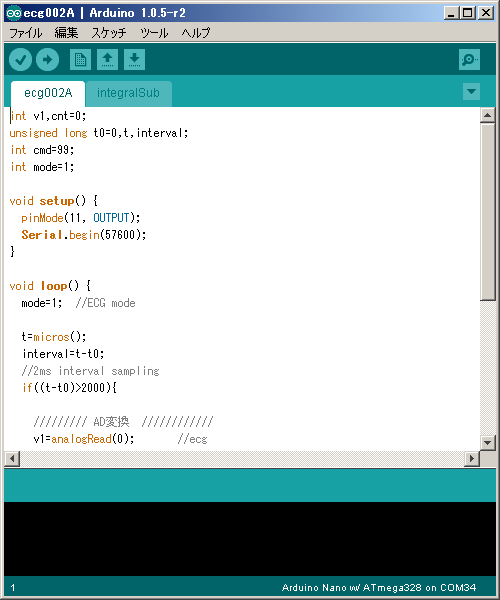 ecg002A | Arduino 1.0.5-r2
ファイル 編集 スケッチ ツール ヘルプ
ecg002A integralSub
int v1,cnt=0;
unsigned long t0=0,t,interval;
int cmd=99;
int mode=1;
void setup() {
pinMode(11, OUTPUT);
Serial.begin(57600);
}
void loop() {
mode=1; //ECG mode
t=micros();
interval=t-t0;
//2ms interval sampling
if((t-t0)>2000){
///////// AD変換 ////////////
v1=analogRead(0); //ecg
1 Arduino Nano w/ ATmega328 on COM34